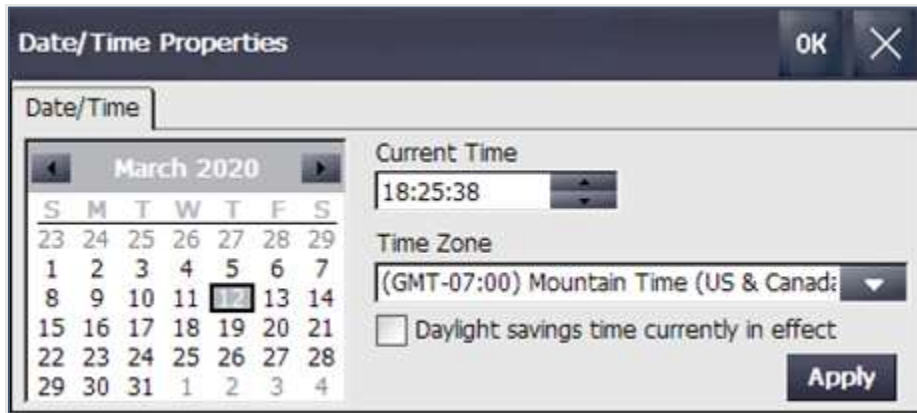 Date/Time Properties
OK
Date/Time
March 2020
S M T W T F S
23 24 25 26 27 28 29
1 2 3 4 5 6 7
8 9 10 11 12 13 14
15 16 17 18 19 20 21
22 23 24 25 26 27 28
29 30 31 1 2 3 4
Current Time
18:25:38
Time Zone
(GMT-07:00) Mountain Time (US & Canada
Daylight savings time currently in effect
Apply